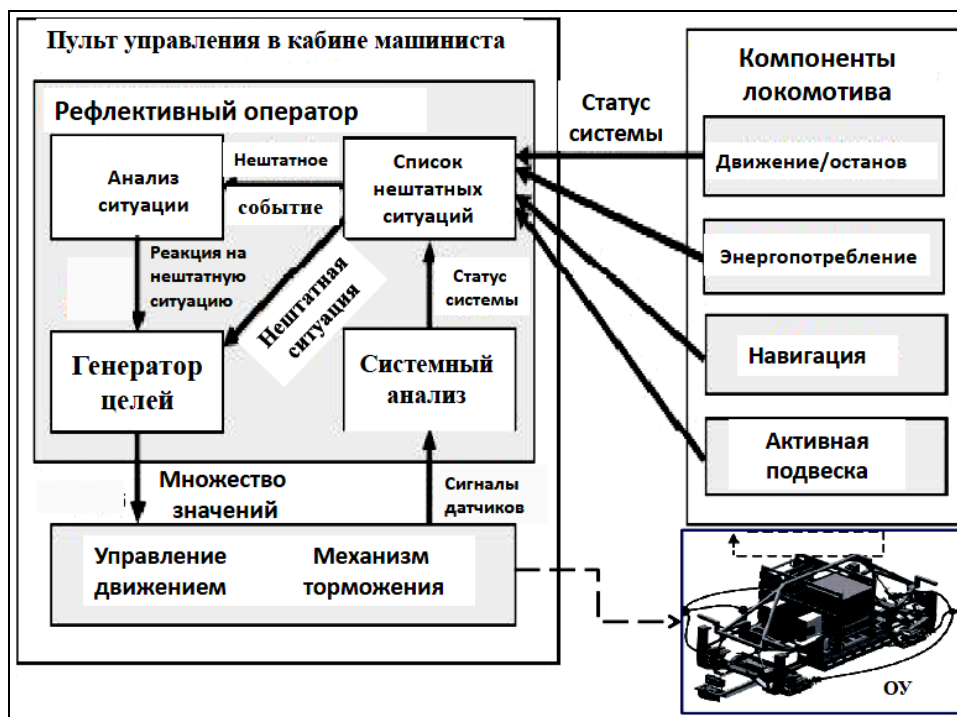 Пульт управления в кабине машиниста
Рефлективный оператор
Анализ
ситуации
Нештатное
событие
Список
нештатных
ситуаций
Реакция на
нештатную
ситуацию
Нештатная
ситуация
Статус
системы
Генератор
целей
Системный
анализ
Множество
значений
Сигналы
датчиков
Управление
движением
Механизм
торможения
Статус
системы
Компоненты
локомотива
Движение/останов
Энергопотребление
Навигация
Активная
подвеска
ОУ